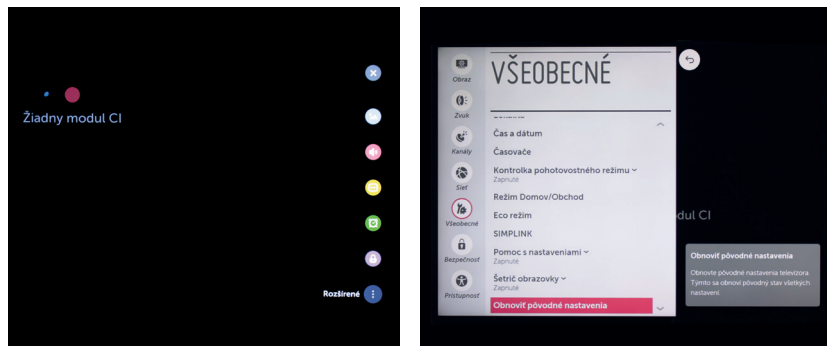 Žiadny modul CI
Rozšírené
VŠEOBECNÉ
Obraz
Zvuk
Kanály
Sieť
Všeobecné
Bezpečnosť
Prístupnosť
Čas a dátum
Časovače
Kontrolka pohotovostného režimu
Zapnuté
Režim Domov/Obchod
Eco režim
SIMPLINK
Pomoc s nastaveniami
Zapnuté
Šetrič obrazovky
Zapnuté
Obnoviť pôvodné nastavenia
dul CI
Obnoviť pôvodné nastavenia
Obnovte pôvodné nastavenia televízora.
Týmto sa obnoví pôvodný stav všetkých
nastavení.